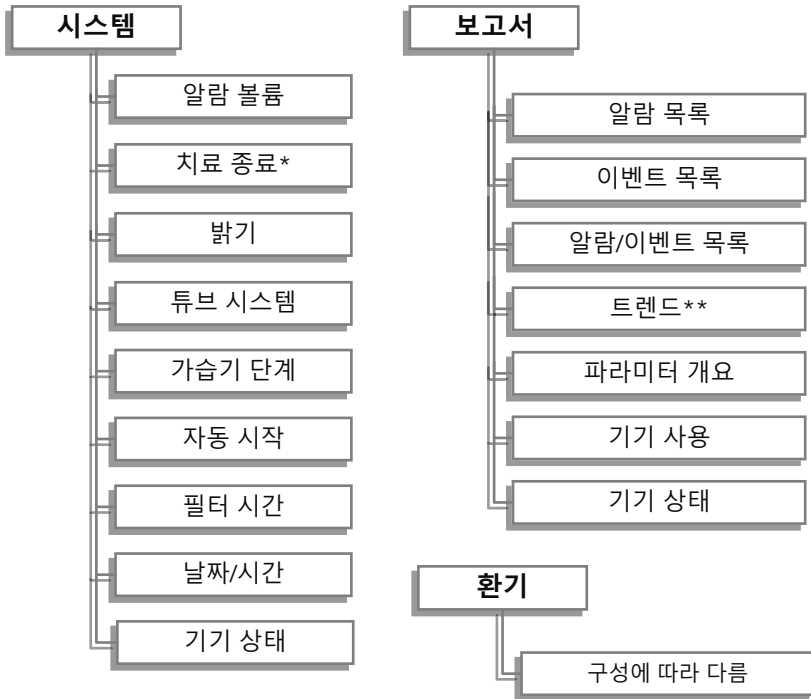 시스템
알람 볼륨
치료 종료*
밝기
튜브 시스템
가습기 단계
자동 시작
필터 시간
날짜/시간
기기 상태
보고서
알람 목록
이벤트 목록
알람/이벤트 목록
트렌드**
파라미터 개요
기기 사용
기기 상태
환기
구성에 따라 다름